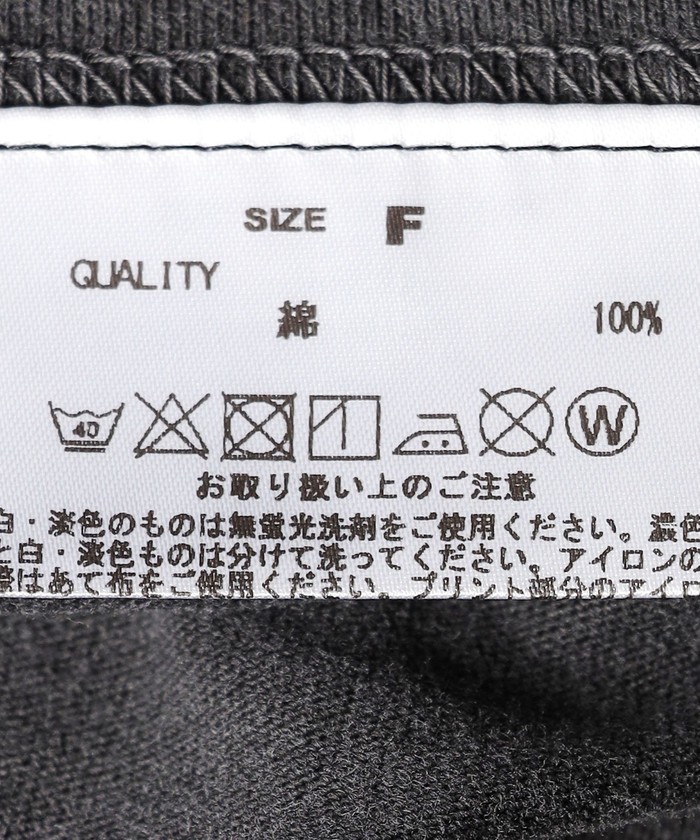 SIZE F
QUALITY
綿 100%
40 W
お取り扱い上のご注意
白・淡色のものは無蛍光洗剤をご使用ください。濃色
と白・淡色ものは分けて洗ってください。アイロンの
際はあて布をご使用ください。プリント部分のアイロ